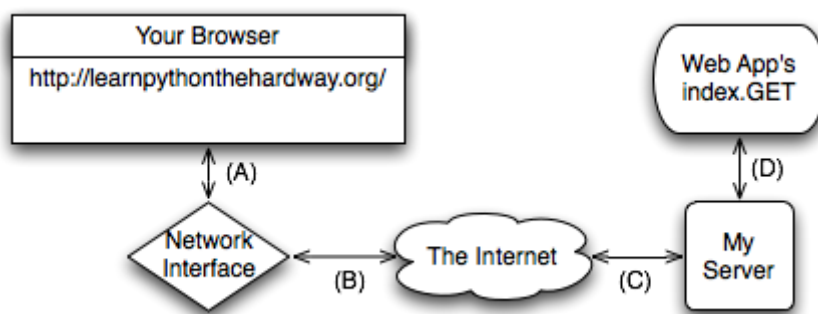 Your Browser
http://learnpythonthehardway.org/
Web App's
index.GET
(A)
(D)
Network
Interface
(B)
The Internet
(C)
My
Server